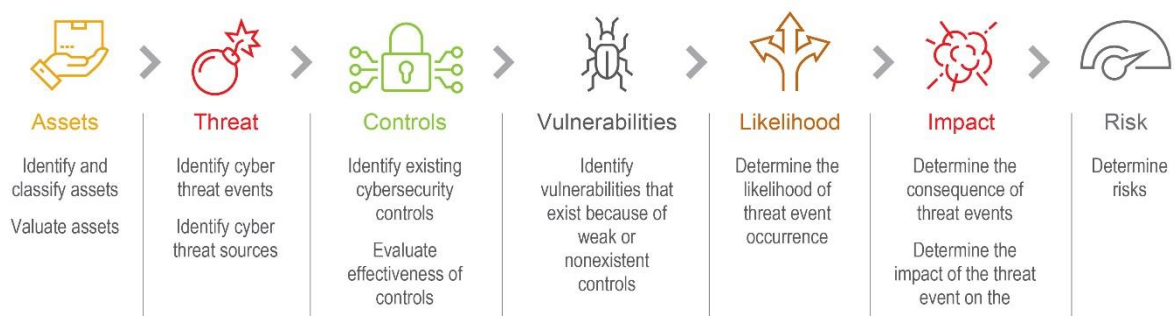 Assets
Identify and
classify assets
Valuate assets
Threat
Identify cyber
threat events
Identify cyber
threat sources
Controls
Identify existing
cybersecurity
controls
Evaluate
effectiveness of
controls
Vulnerabilities
Identify
vulnerabilities that
exist because of
weak or
nonexistent
controls
Likelihood
Determine the
likelihood of
threat event
occurrence
Impact
Determine the
consequence of
threat events
Determine the
impact of the threat
event on the
Risk
Determine
risks